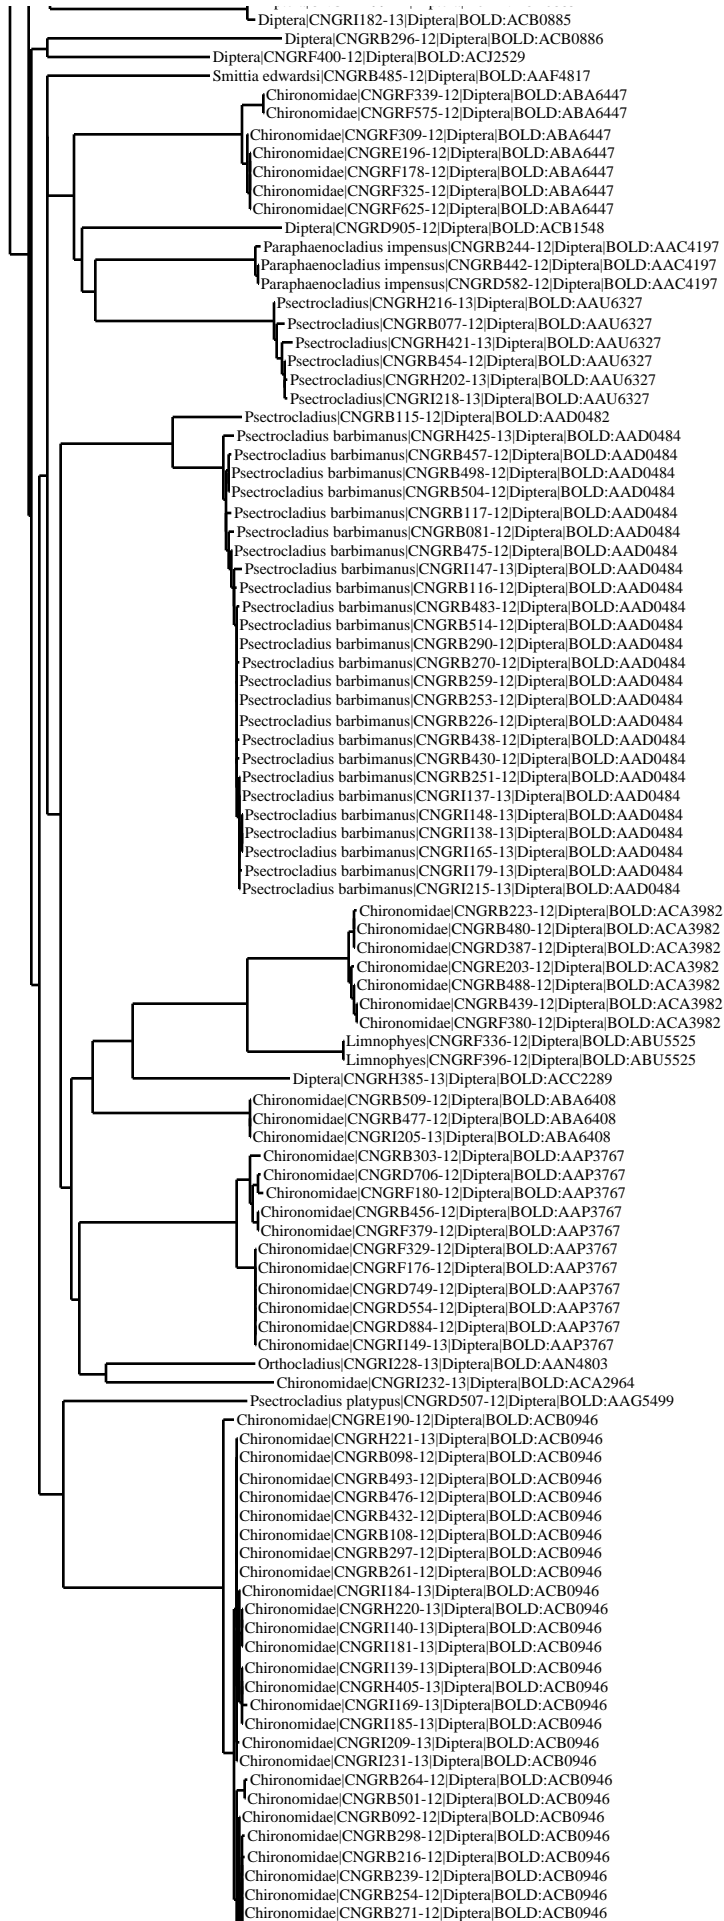 Diptera|CNGRI182-13|Diptera|BOLD:ACB0885
Diptera|CNGRB296-12|Diptera|BOLD:ACB0886
Diptera|CNGRF400-12|Diptera|BOLD:ACJ2529
Smittia edwardsi|CNGRB485-12|Diptera|BOLD:AAF4817
Chironomidae|CNGRF339-12|Diptera|BOLD:ABA6447
Chironomidae|CNGRF575-12|Diptera|BOLD:ABA6447
Chironomidae|CNGRF309-12|Diptera|BOLD:ABA6447
Chironomidae|CNGRE196-12|Diptera|BOLD:ABA6447
Chironomidae|CNGRF178-12|Diptera|BOLD:ABA6447
Chironomidae|CNGRF325-12|Diptera|BOLD:ABA6447
Chironomidae|CNGRF625-12|Diptera|BOLD:ABA6447
Diptera|CNGRD905-12|Diptera|BOLD:ACB1548
Paraphaenocladius impensus|CNGRB244-12|Diptera|BOLD:AAC4197
Paraphaenocladius impensus|CNGRB442-12|Diptera|BOLD:AAC4197
Paraphaenocladius impensus|CNGRD582-12|Diptera|BOLD:AAC4197
Psectrocladius|CNGRH216-13|Diptera|BOLD:AAU6327
Psectrocladius|CNGRB077-12|Diptera|BOLD:AAU6327
Psectrocladius|CNGRH421-13|Diptera|BOLD:AAU6327
Psectrocladius|CNGRB454-12|Diptera|BOLD:AAU6327
Psectrocladius|CNGRH202-13|Diptera|BOLD:AAU6327
Psectrocladius|CNGRI218-13|Diptera|BOLD:AAU6327
Psectrocladius|CNGRB115-12|Diptera|BOLD:AAD0482
Psectrocladius barbimanus|CNGRH425-13|Diptera|BOLD:AAD0484
Psectrocladius barbimanus|CNGRB457-12|Diptera|BOLD:AAD0484
Psectrocladius barbimanus|CNGRB498-12|Diptera|BOLD:AAD0484
Psectrocladius barbimanus|CNGRB504-12|Diptera|BOLD:AAD0484
Psectrocladius barbimanus|CNGRB117-12|Diptera|BOLD:AAD0484
Psectrocladius barbimanus|CNGRB081-12|Diptera|BOLD:AAD0484
Psectrocladius barbimanus|CNGRB475-12|Diptera|BOLD:AAD0484
Psectrocladius barbimanus|CNGRI147-13|Diptera|BOLD:AAD0484
Psectrocladius barbimanus|CNGRB116-12|Diptera|BOLD:AAD0484
Psectrocladius barbimanus|CNGRB483-12|Diptera|BOLD:AAD0484
Psectrocladius barbimanus|CNGRB514-12|Diptera|BOLD:AAD0484
Psectrocladius barbimanus|CNGRB290-12|Diptera|BOLD:AAD0484
Psectrocladius barbimanus|CNGRB270-12|Diptera|BOLD:AAD0484
Psectrocladius barbimanus|CNGRB259-12|Diptera|BOLD:AAD0484
Psectrocladius barbimanus|CNGRB253-12|Diptera|BOLD:AAD0484
Psectrocladius barbimanus|CNGRB226-12|Diptera|BOLD:AAD0484
Psectrocladius barbimanus|CNGRB438-12|Diptera|BOLD:AAD0484
Psectrocladius barbimanus|CNGRB430-12|Diptera|BOLD:AAD0484
Psectrocladius barbimanus|CNGRB251-12|Diptera|BOLD:AAD0484
Psectrocladius barbimanus|CNGRI137-13|Diptera|BOLD:AAD0484
Psectrocladius barbimanus|CNGRI148-13|Diptera|BOLD:AAD0484
Psectrocladius barbimanus|CNGRI138-13|Diptera|BOLD:AAD0484
Psectrocladius barbimanus|CNGRI165-13|Diptera|BOLD:AAD0484
Psectrocladius barbimanus|CNGRI179-13|Diptera|BOLD:AAD0484
Psectrocladius barbimanus|CNGRI215-13|Diptera|BOLD:AAD0484
Chironomidae|CNGRB223-12|Diptera|BOLD:ACA3982
Chironomidae|CNGRB480-12|Diptera|BOLD:ACA3982
Chironomidae|CNGRD387-12|Diptera|BOLD:ACA3982
Chironomidae|CNGRE203-12|Diptera|BOLD:ACA3982
Chironomidae|CNGRB488-12|Diptera|BOLD:ACA3982
Chironomidae|CNGRB439-12|Diptera|BOLD:ACA3982
Chironomidae|CNGRF380-12|Diptera|BOLD:ACA3982
Limnophyes|CNGRF336-12|Diptera|BOLD:ABU5525
Limnophyes|CNGRF396-12|Diptera|BOLD:ABU5525
Diptera|CNGRH385-13|Diptera|BOLD:ACC2289
Chironomidae|CNGRB509-12|Diptera|BOLD:ABA6408
Chironomidae|CNGRB477-12|Diptera|BOLD:ABA6408
Chironomidae|CNGRI205-13|Diptera|BOLD:ABA6408
Chironomidae|CNGRB303-12|Diptera|BOLD:AAP3767
Chironomidae|CNGRD706-12|Diptera|BOLD:AAP3767
Chironomidae|CNGRF180-12|Diptera|BOLD:AAP3767
Chironomidae|CNGRB456-12|Diptera|BOLD:AAP3767
Chironomidae|CNGRF379-12|Diptera|BOLD:AAP3767
Chironomidae|CNGRF329-12|Diptera|BOLD:AAP3767
Chironomidae|CNGRF176-12|Diptera|BOLD:AAP3767
Chironomidae|CNGRD749-12|Diptera|BOLD:AAP3767
Chironomidae|CNGRD554-12|Diptera|BOLD:AAP3767
Chironomidae|CNGRD884-12|Diptera|BOLD:AAP3767
Chironomidae|CNGRI149-13|Diptera|BOLD:AAP3767
Orthocladius|CNGRI228-13|Diptera|BOLD:AAN4803
Chironomidae|CNGRI232-13|Diptera|BOLD:ACA2964
Psectrocladius platypus|CNGRD507-12|Diptera|BOLD:AAG5499
Chironomidae|CNGRE190-12|Diptera|BOLD:ACB0946
Chironomidae|CNGRH221-13|Diptera|BOLD:ACB0946
Chironomidae|CNGRB098-12|Diptera|BOLD:ACB0946
Chironomidae|CNGRB493-12|Diptera|BOLD:ACB0946
Chironomidae|CNGRB476-12|Diptera|BOLD:ACB0946
Chironomidae|CNGRB432-12|Diptera|BOLD:ACB0946
Chironomidae|CNGRB108-12|Diptera|BOLD:ACB0946
Chironomidae|CNGRB297-12|Diptera|BOLD:ACB0946
Chironomidae|CNGRB261-12|Diptera|BOLD:ACB0946
Chironomidae|CNGRI184-13|Diptera|BOLD:ACB0946
Chironomidae|CNGRH220-13|Diptera|BOLD:ACB0946
Chironomidae|CNGRI140-13|Diptera|BOLD:ACB0946
Chironomidae|CNGRI181-13|Diptera|BOLD:ACB0946
Chironomidae|CNGRI139-13|Diptera|BOLD:ACB0946
Chironomidae|CNGRH405-13|Diptera|BOLD:ACB0946
Chironomidae|CNGRI169-13|Diptera|BOLD:ACB0946
Chironomidae|CNGRI185-13|Diptera|BOLD:ACB0946
Chironomidae|CNGRI209-13|Diptera|BOLD:ACB0946
Chironomidae|CNGRI231-13|Diptera|BOLD:ACB0946
Chironomidae|CNGRB264-12|Diptera|BOLD:ACB0946
Chironomidae|CNGRB501-12|Diptera|BOLD:ACB0946
Chironomidae|CNGRB092-12|Diptera|BOLD:ACB0946
Chironomidae|CNGRB298-12|Diptera|BOLD:ACB0946
Chironomidae|CNGRB216-12|Diptera|BOLD:ACB0946
Chironomidae|CNGRB239-12|Diptera|BOLD:ACB0946
Chironomidae|CNGRB254-12|Diptera|BOLD:ACB0946
Chironomidae|CNGRB271-12|Diptera|BOLD:ACB0946